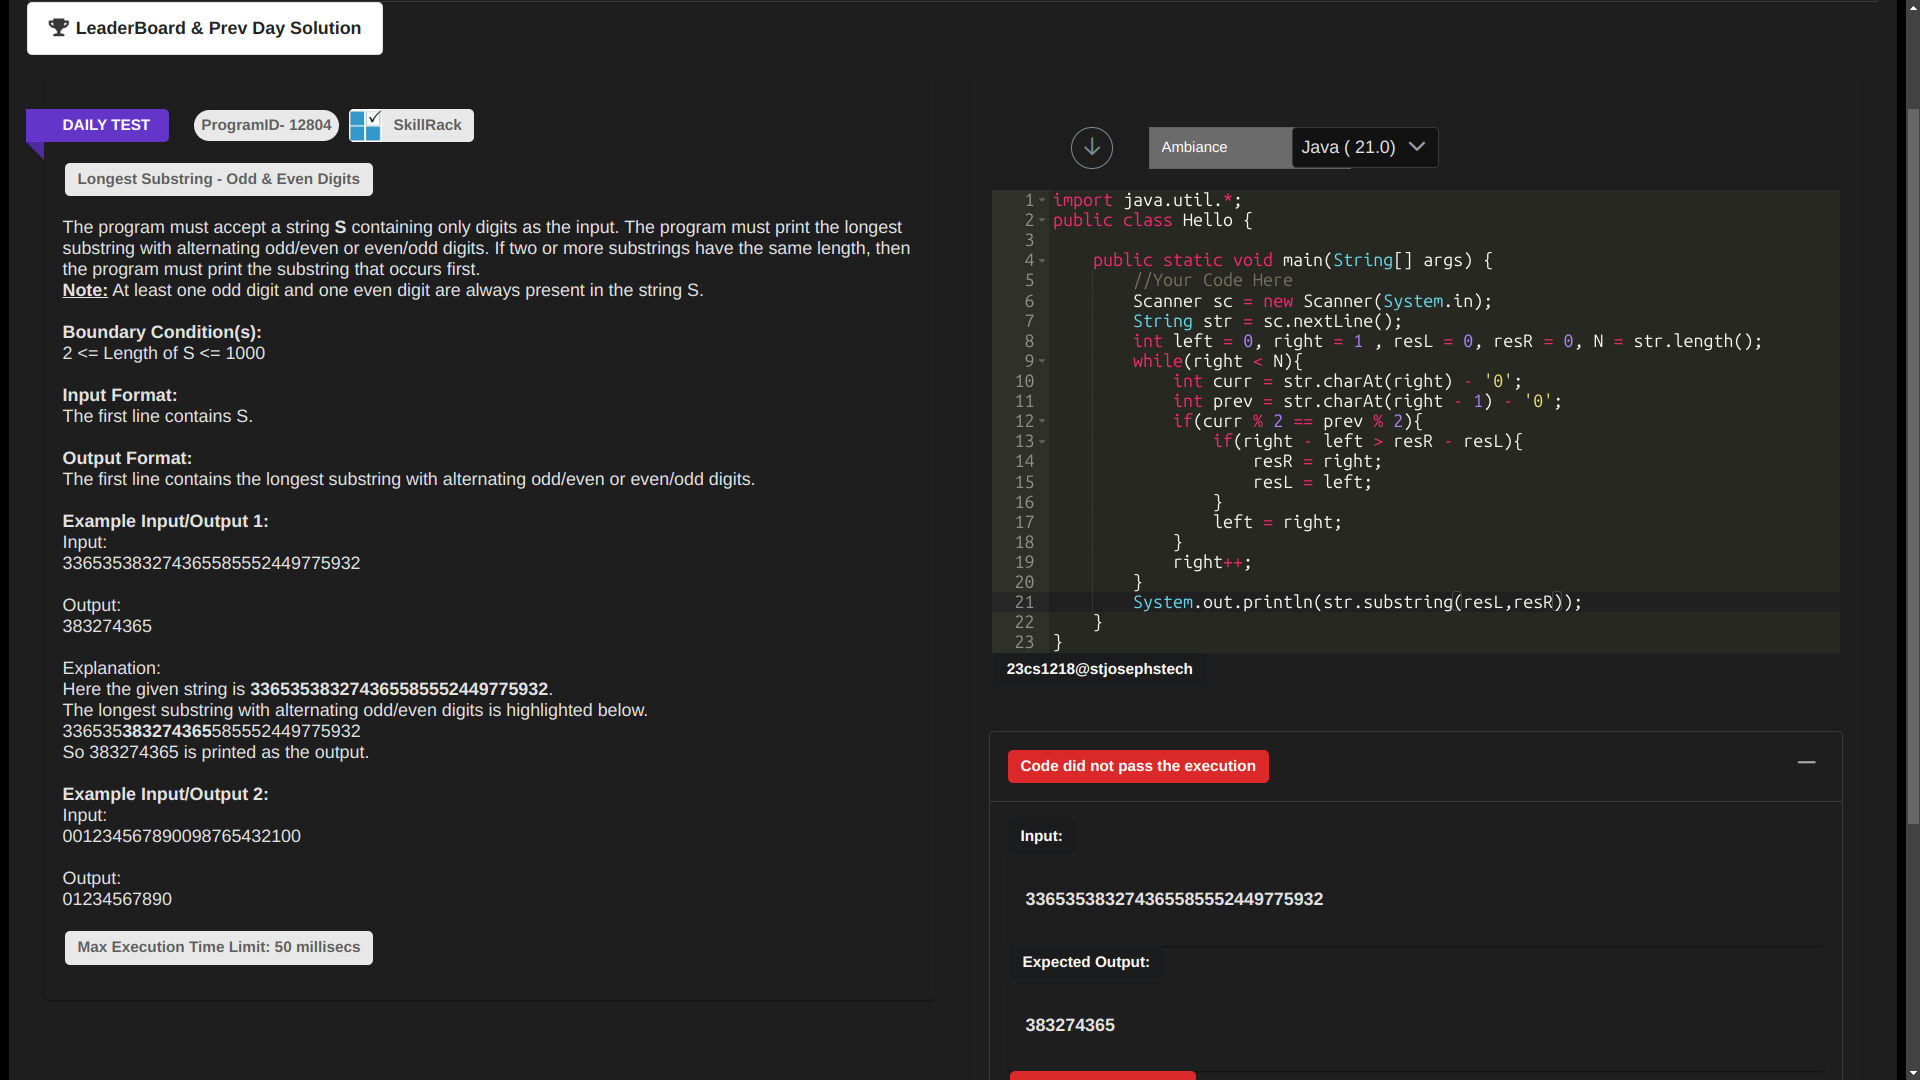 LeaderBoard & Prev Day Solution
DAILY TEST
ProgramID- 12804
SkillRack
Longest Substring - Odd & Even Digits
The program must accept a string S containing only digits as the input. The program must print the longest
substring with alternating odd/even or even/odd digits. If two or more substrings have the same length, then
the program must print the substring that occurs first.
Note: At least one odd digit and one even digit are always present in the string S.
Boundary Condition(s):
2 <= Length of S <= 1000
Input Format:
The first line contains S.
Output Format:
The first line contains the longest substring with alternating odd/even or even/odd digits.
Example Input/Output 1:
Input:
336535383274365585552449775932
Output:
383274365
Explanation:
Here the given string is 336535383274365585552449775932.
The longest substring with alternating odd/even digits is highlighted below.
336535383274365585552449775932
So 383274365 is printed as the output.
Example Input/Output 2:
Input:
001234567890098765432100
Output:
01234567890
Max Execution Time Limit: 50 millisecs
Ambiance
Java ( 21.0)
1 import java.util.*;
2 public class Hello {
3
4     public static void main(String[] args) {
5         //Your Code Here
6         Scanner sc = new Scanner(System.in);
7         String str = sc.nextLine();
8         int left = 0, right = 1 , resL = 0, resR = 0, N = str.length();
9         while(right < N){
10             int curr = str.charAt(right) - '0';
11             int prev = str.charAt(right - 1) - '0';
12             if(curr % 2 == prev % 2){
13                 if(right - left > resR - resL){
14                     resR = right;
15                     resL = left;
16                 }
17                 left = right;
18             }
19             right++;
20         }
21         System.out.println(str.substring(resL,resR));
22     }
23 }
23cs1218@stjosephstech
Code did not pass the execution
Input:
336535383274365585552449775932
Expected Output:
383274365